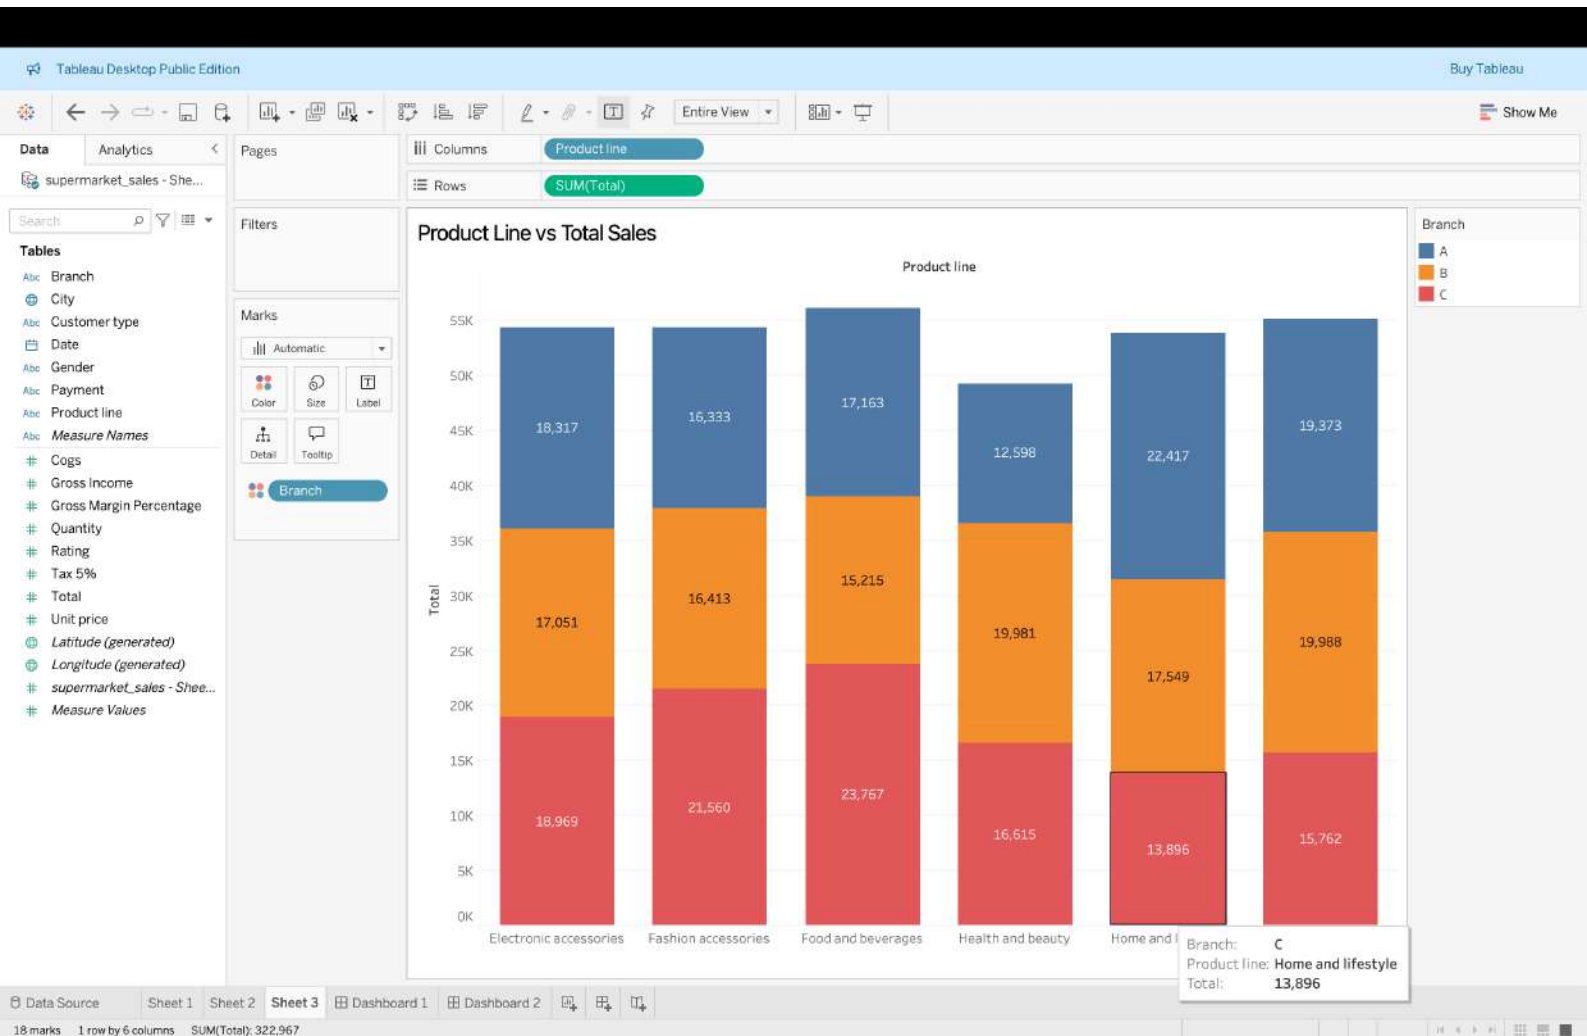 Tableau Desktop Public Edition
Buy Tableau
Entire View
Show Me
Data
Analytics
Pages
Columns
Product line
supermarket_sales - She...
Rows
SUM(Total)
Search
Filters
Product Line vs Total Sales
Branch
A
B
C
Tables
Abc Branch
City
Abc Customer type
Date
Abc Gender
Abc Payment
Abc Product line
Abc Measure Names
# Cogs
# Gross Income
# Gross Margin Percentage
# Quantity
# Rating
# Tax 5%
# Total
# Unit price
Latitude (generated)
Longitude (generated)
# supermarket_sales - Shee...
# Measure Values
Marks
Automatic
Color
Size
T
Label
Detail
Tooltip
Branch
Product line
Total
55K
50K
45K
40K
35K
30K
25K
20K
15K
10K
5K
0K
18,317
16,333
17,163
12,598
22,417
19,373
17,051
16,413
15,215
19,981
17,549
19,988
18,969
21,560
23,767
16,615
13,896
15,762
Electronic accessories
Fashion accessories
Food and beverages
Health and beauty
Home and l
Branch: C
Product line: Home and lifestyle
Total: 13,896
Data Source
Sheet 1
Sheet 2
Sheet 3
Dashboard 1
Dashboard 2
18 marks 1 row by 6 columns SUM(Total): 322,967